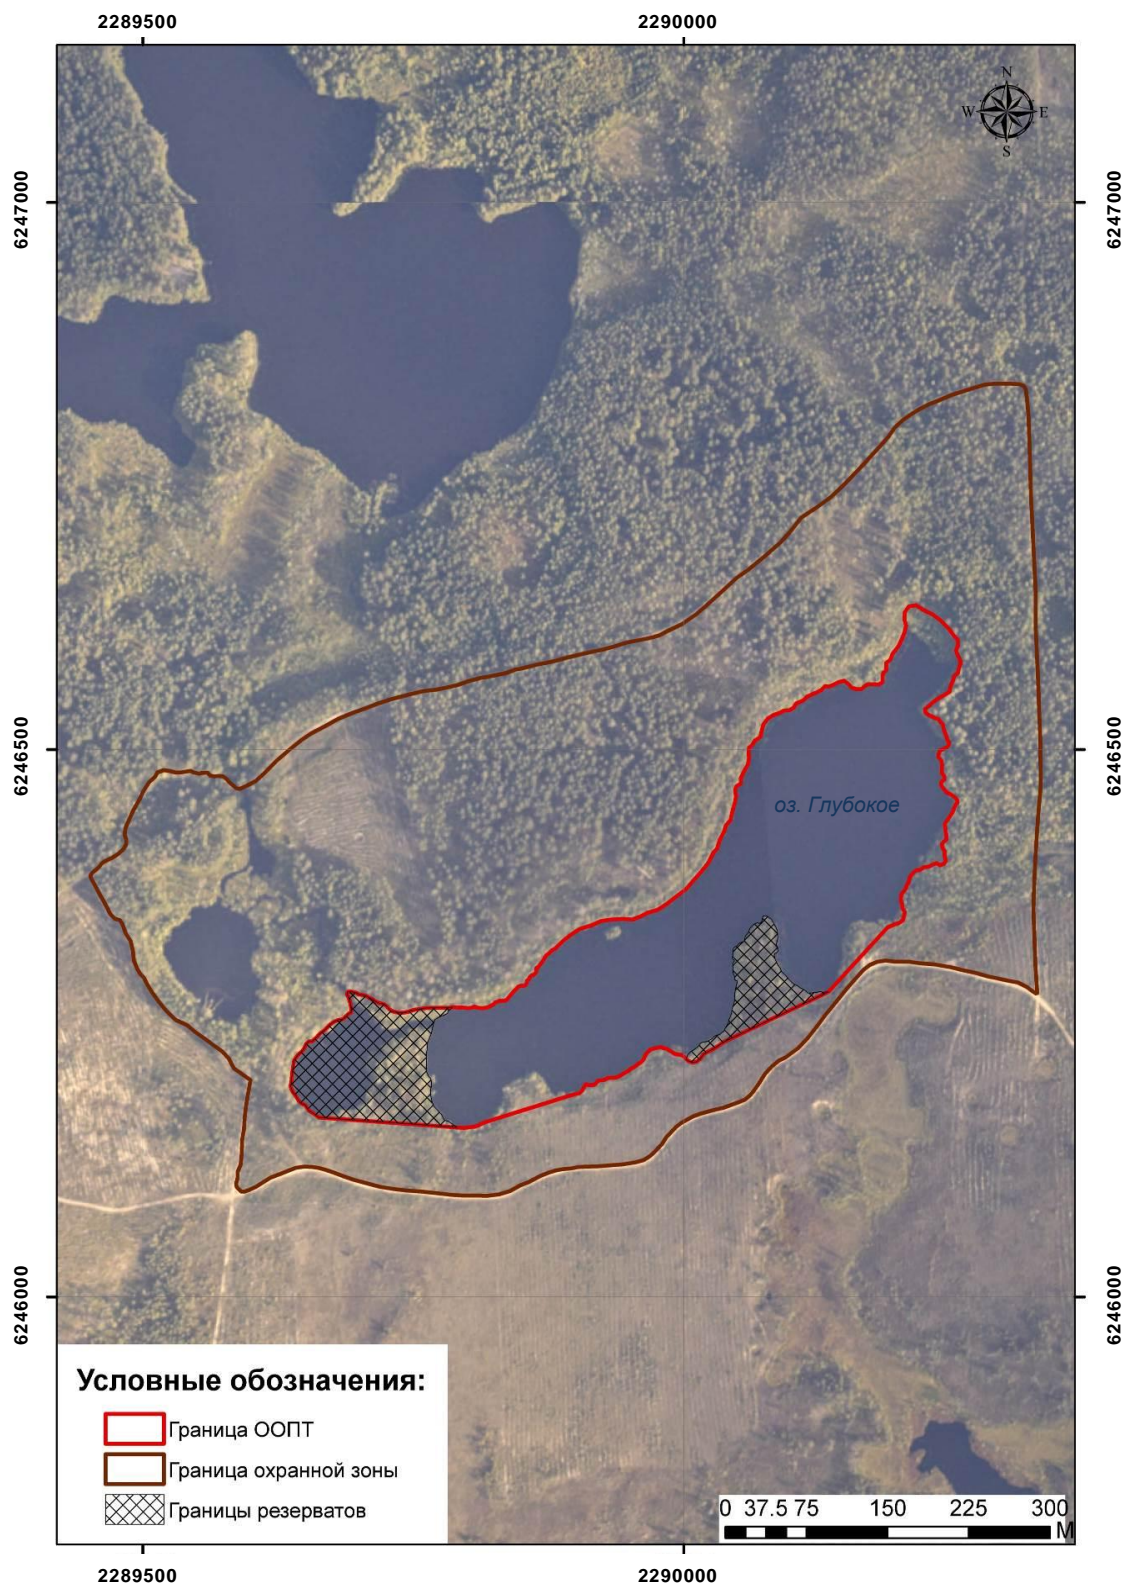 2289500 2290000
N
W E
S
6247000 6247000
6246500 6246500
оз. Глубокое
6246000 6246000
Условные обозначения:
Граница ООПТ
Граница охранной зоны
Границы резерватов
0 37.5 75 150 225 300
М
2289500 2290000